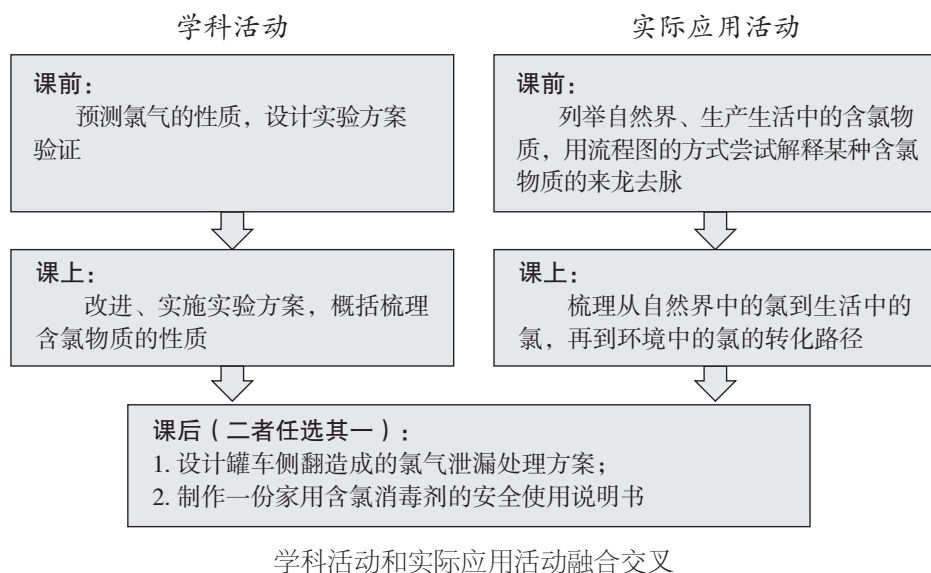 学科活动
实际应用活动
课前：
预测氯气的性质，设计实验方案
验证
课前：
列举自然界、生产生活中的含氯物
质，用流程图的方式尝试解释某种含氯
物质的来龙去脉
课上：
改进、实施实验方案，概括梳理
含氯物质的性质
课上：
梳理从自然界中的氯到生活中的
氯，再到环境中的氯的转化路径
课后（二者任选其一）：
1. 设计罐车侧翻造成的氯气泄漏处理方案；
2. 制作一份家用含氯消毒剂的安全使用说明书
学科活动和实际应用活动融合交叉